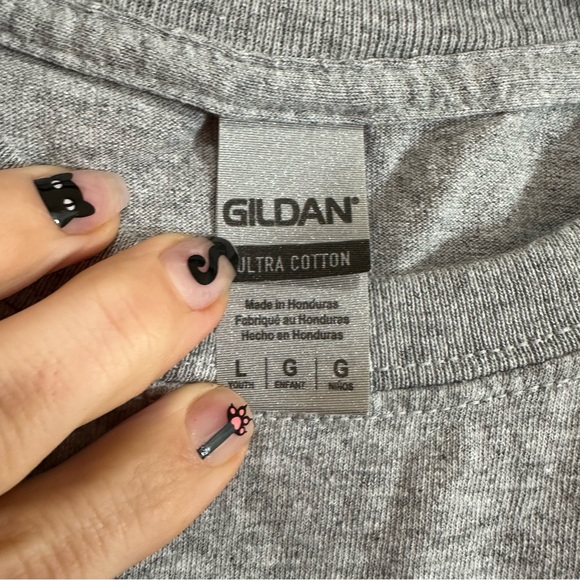 GILDAN®
ULTRA COTTON
Made in Honduras
Fabriqué au Honduras
Hecho en Honduras
L | G | G
YOUTH | ENFANT | NIÑOS